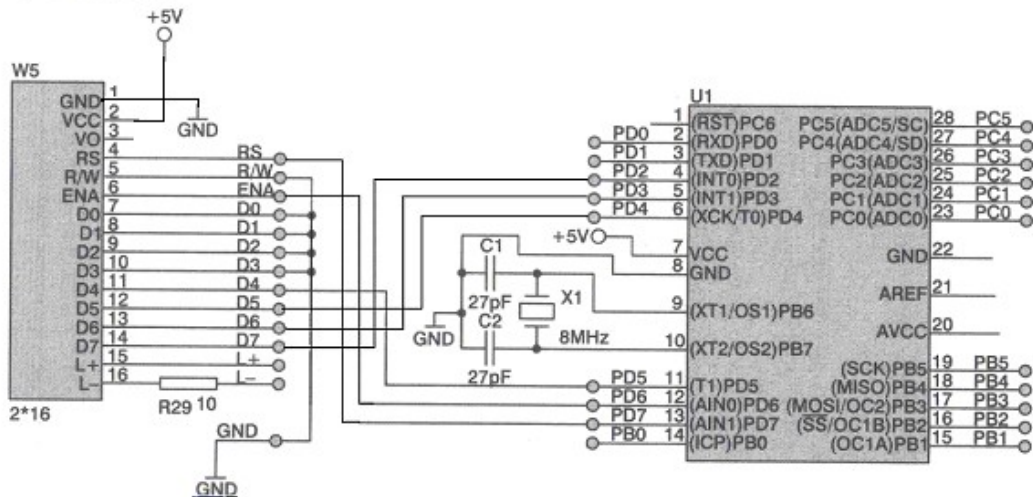 +5V
W5
GND 1
VCC 2
VO 3
RS 4 RS
R/W 5 R/W
ENA 6 ENA
D0 7 D0
D1 8 D1
D2 9 D2
D3 10 D3
D4 11 D4
D5 12 D5
D6 13 D6
D7 14 D7
L+ 15 L+
L- 16 L-
2*16
R29 10
GND
GND
GND
U1
1 (RST)PC6
PD0 2 (RXD)PD0
PD1 3 (TXD)PD1
PD2 4 (INT0)PD2
PD3 5 (INT1)PD3
PD4 6 (XCK/T0)PD4
+5V
7 VCC
8 GND
C1
27pF
C2
27pF
GND
X1
8MHz
9 (XT1/OS1)PB6
10 (XT2/OS2)PB7
PD5 11 (T1)PD5
PD6 12 (AIN0)PD6
PD7 13 (AIN1)PD7
PB0 14 (ICP)PB0
PC5(ADC5/SC) 28 PC5
PC4(ADC4/SD) 27 PC4
PC3(ADC3) 26 PC3
PC2(ADC2) 25 PC2
PC1(ADC1) 24 PC1
PC0(ADC0) 23 PC0
GND 22
AREF 21
AVCC 20
(SCK)PB5 19 PB5
(MISO)PB4 18 PB4
(MOSI/OC2)PB3 17 PB3
(SS/OC1B)PB2 16 PB2
(OC1A)PB1 15 PB1